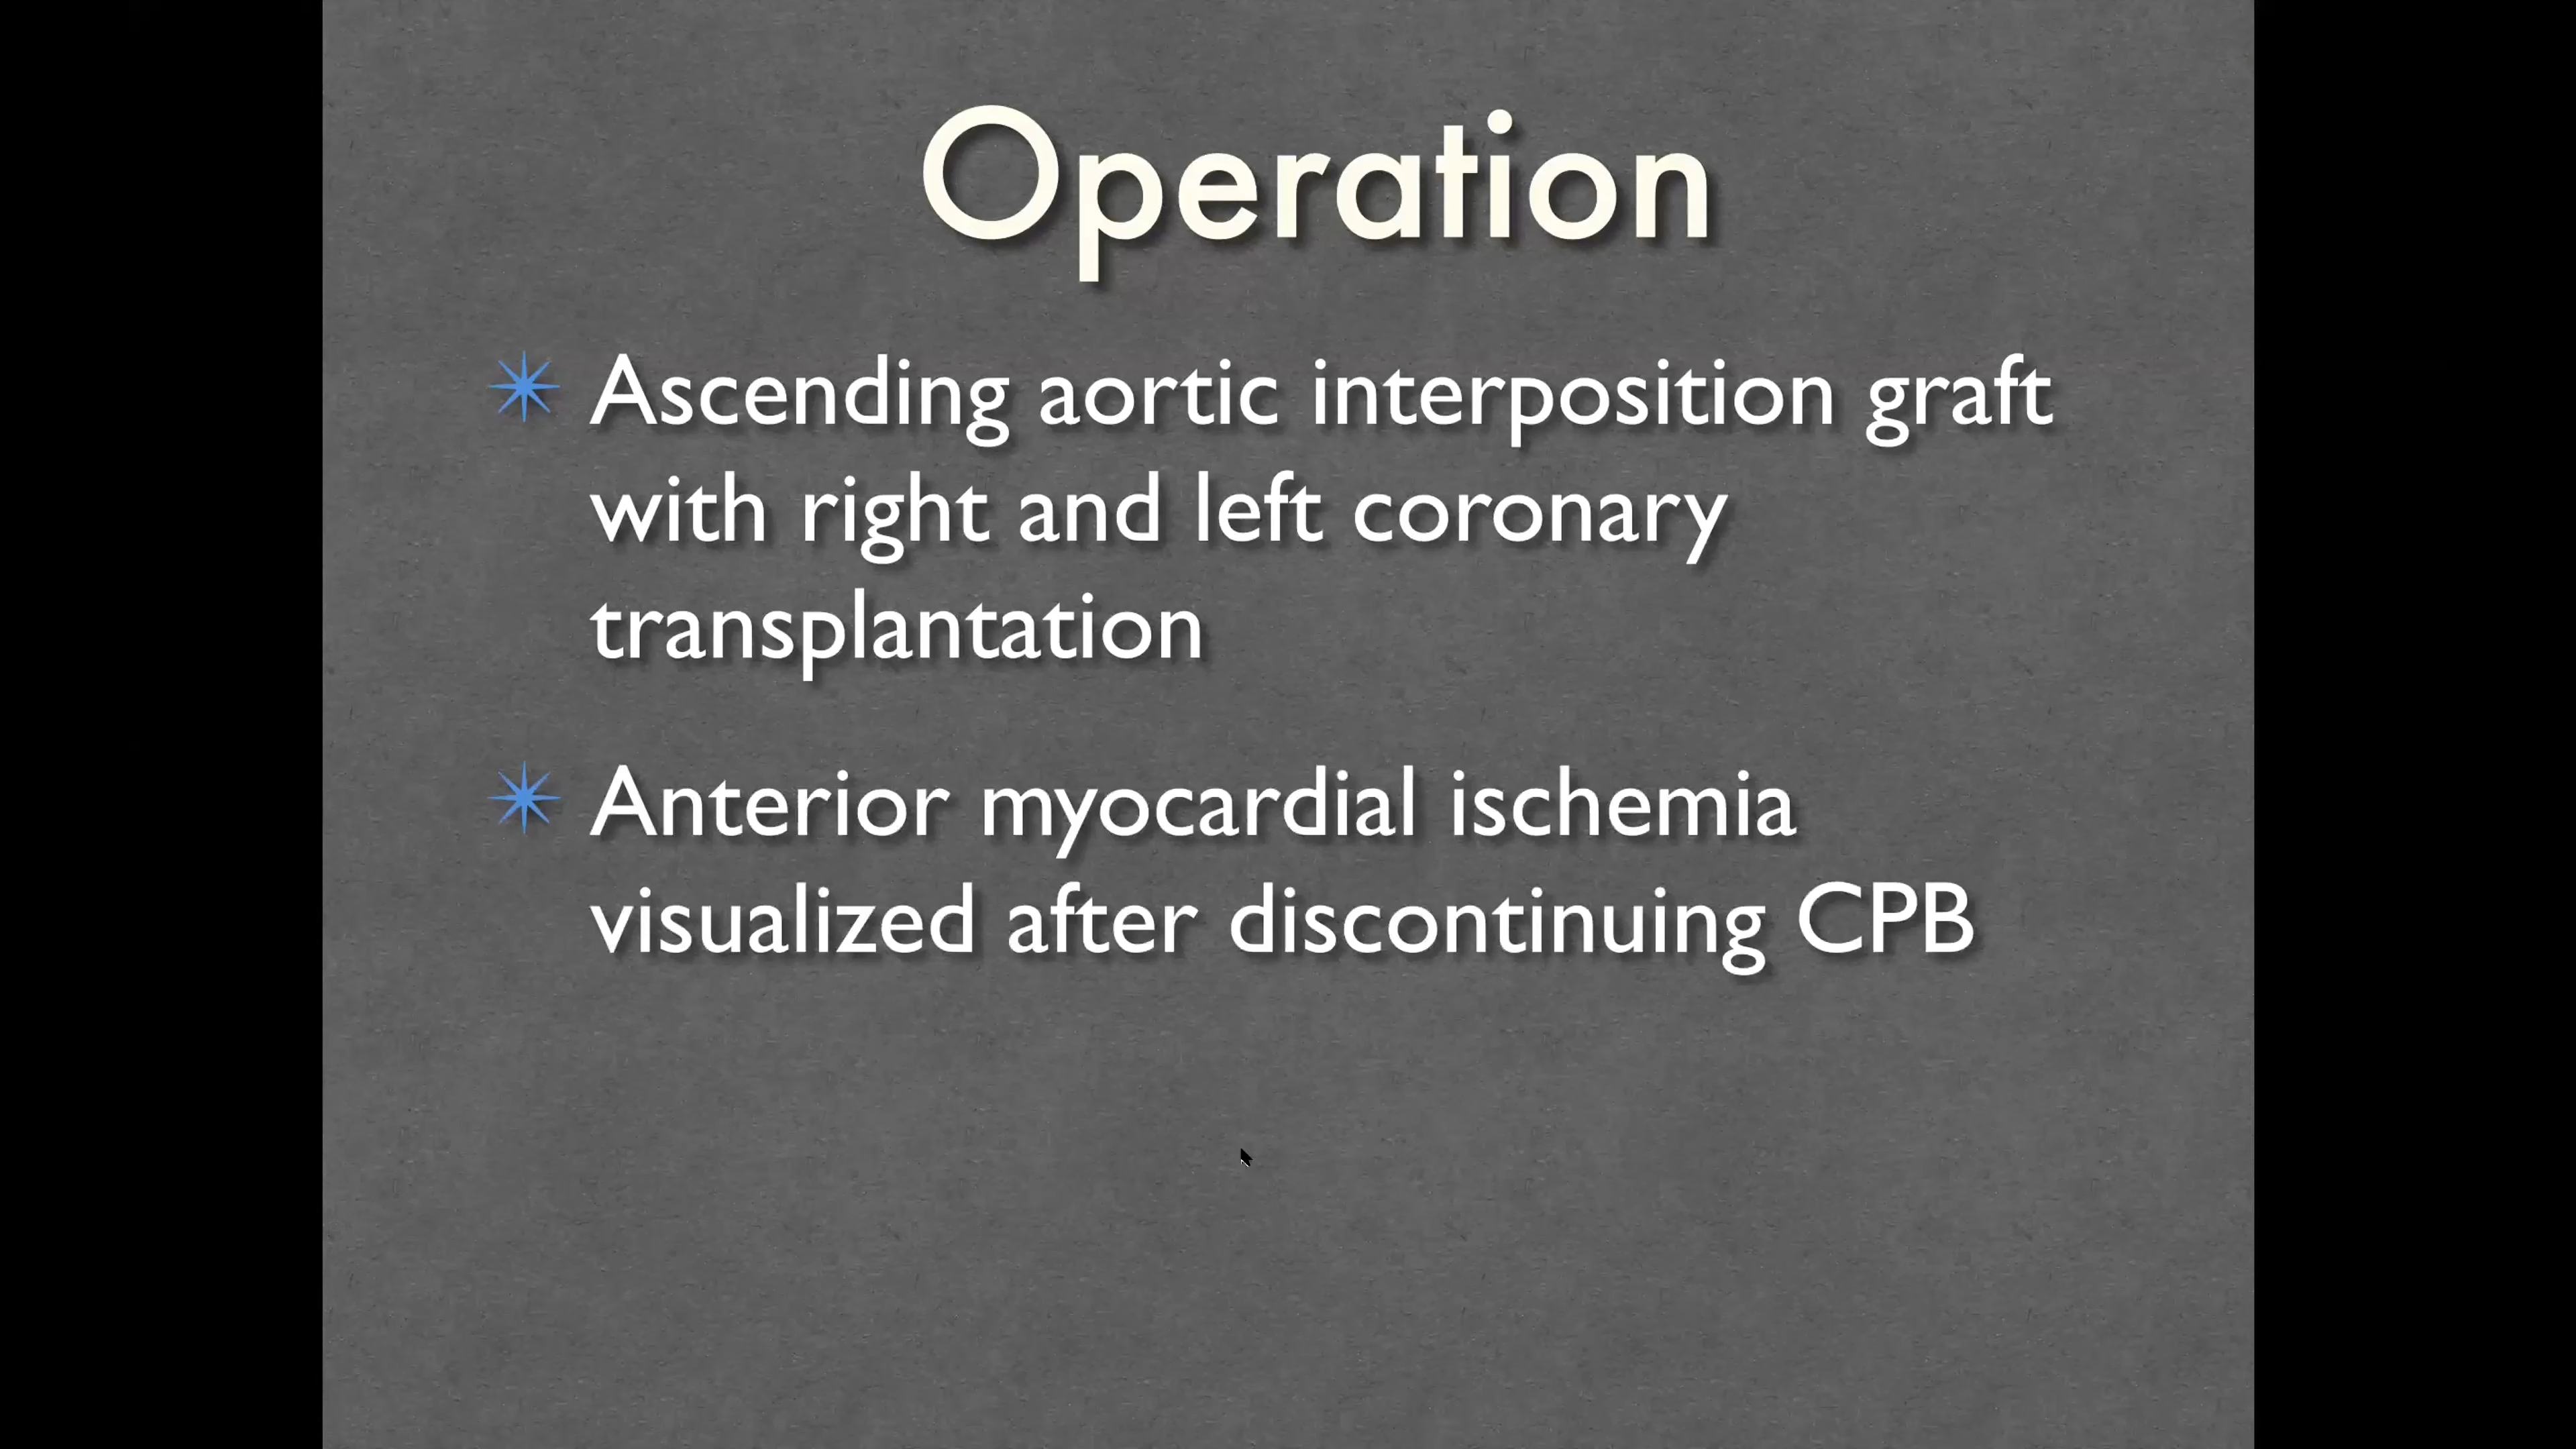 Operation
Ascending aortic interposition graft
with right and left coronary
transplantation
Anterior myocardial ischemia
visualized after discontinuing CPB